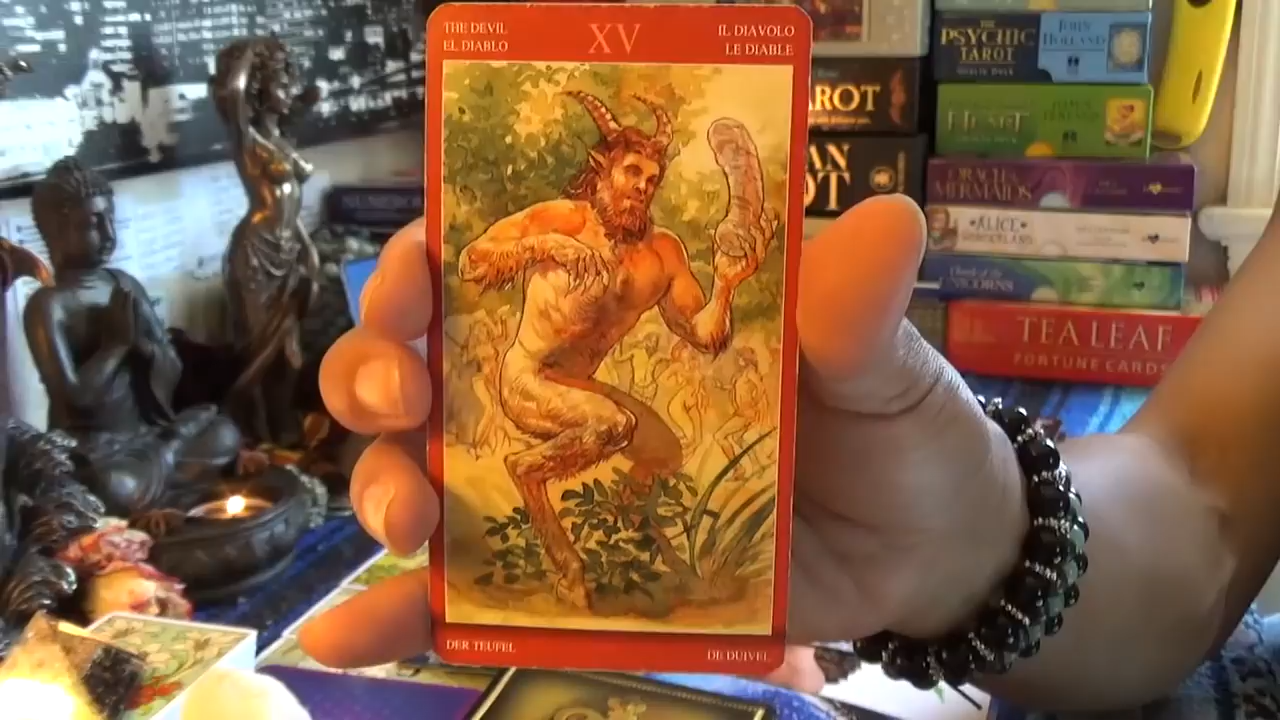 THE DEVIL
EL DIABLO
XV
IL DIAVOLO
LE DIABLE
DER TEUFEL
DE DUIVEL
THE
PSYCHIC
TAROT
JOHN
HOLLAND
HEART
AROT
AN
OT
ORACLE
MERMAIDS
ALICE
WONDERLAND
UNICORNS
TEA LEAF
FORTUNE CARDS